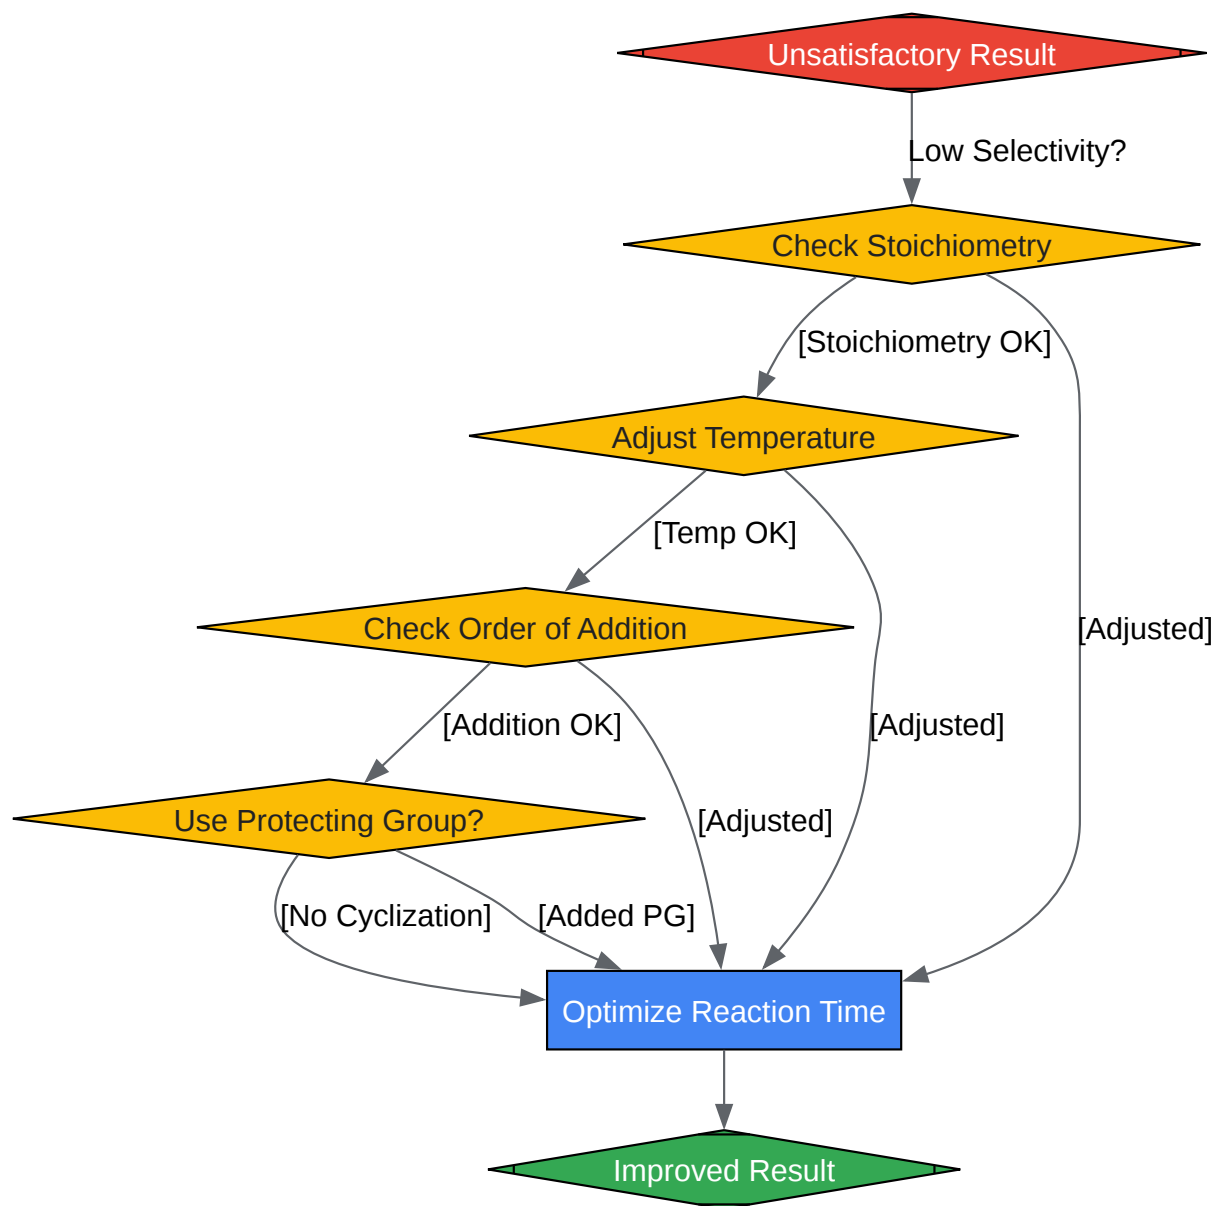 Unsatisfactory Result
Low Selectivity?
Check Stoichiometry
[Stoichiometry OK]
Adjust Temperature
[Temp OK]
Check Order of Addition
[Adjusted]
[Addition OK]
[Adjusted]
Use Protecting Group?
[Adjusted]
[No Cyclization]
[Added PG]
Optimize Reaction Time
Improved Result